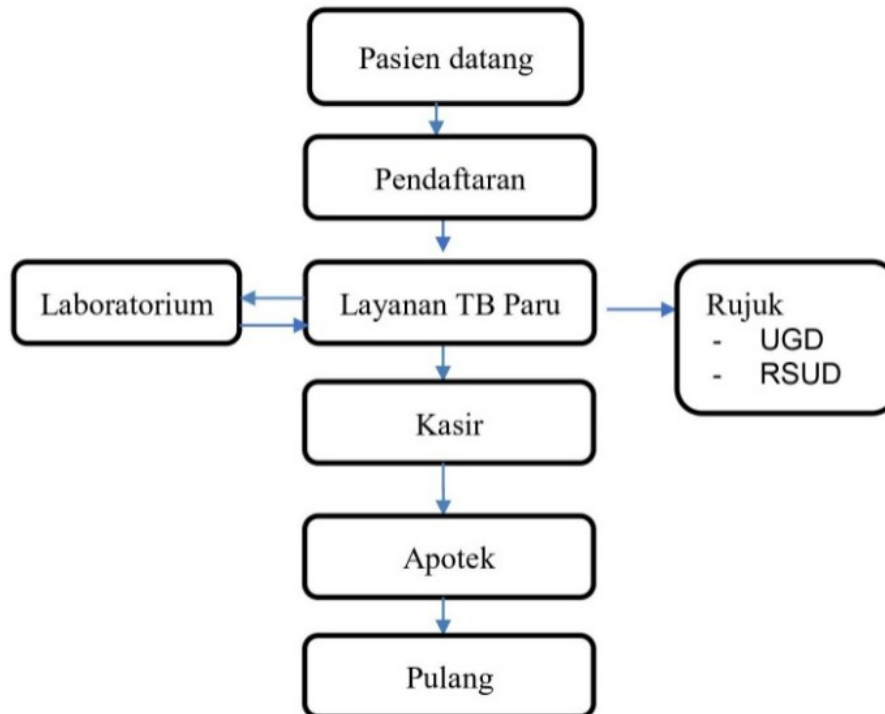 Pasien datang
Pendaftaran
Laboratorium
Layanan TB Paru
Rujuk
- UGD
- RSUD
Kasir
Apotek
Pulang